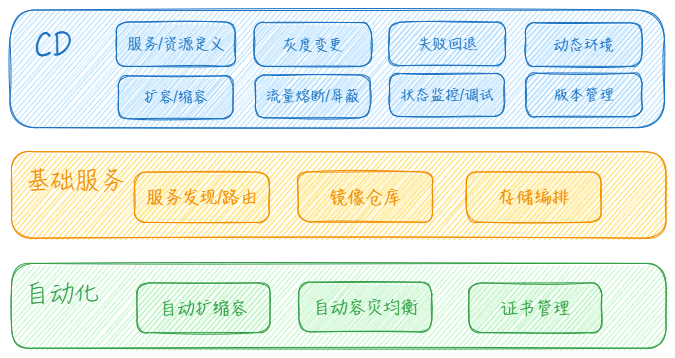 CD
服务/资源定义
灰度变更
失败回退
动态环境
扩容/缩容
流量熔断/屏蔽
状态监控/调试
版本管理
基础服务
服务发现/路由
镜像仓库
存储编排
自动化
自动扩缩容
自动容灾均衡
证书管理